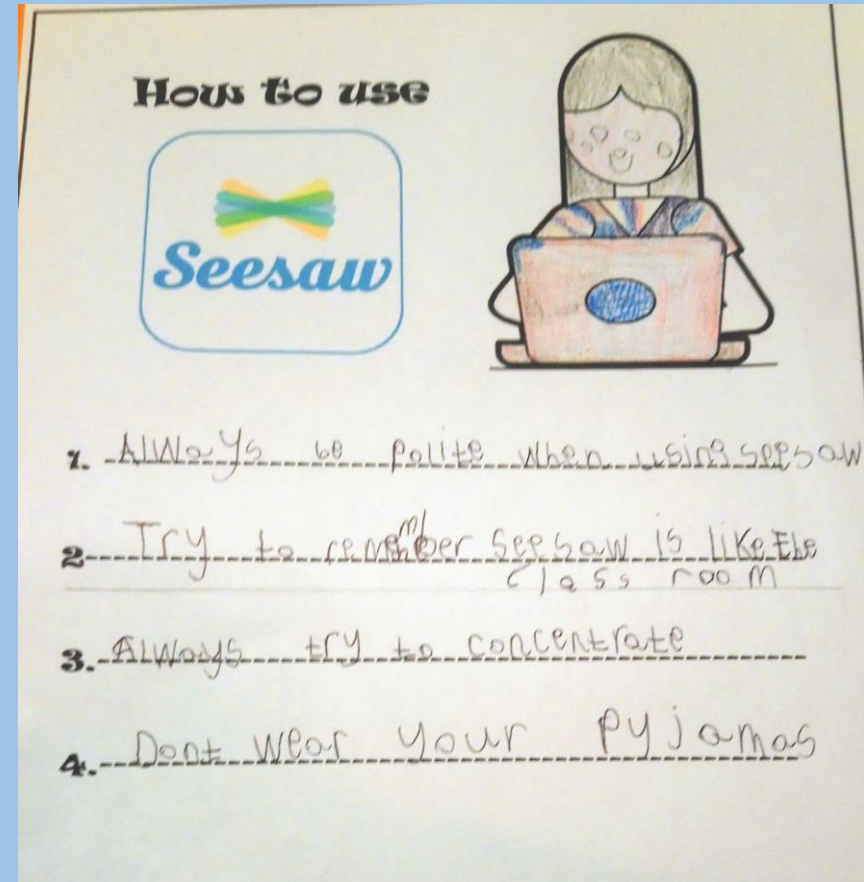 How to use
Seesaw
1. Always be polite when using seesaw
2 Try to remember seesaw is like the
class room
3. Always try to concentrate
4. Dont wear your pyjamas